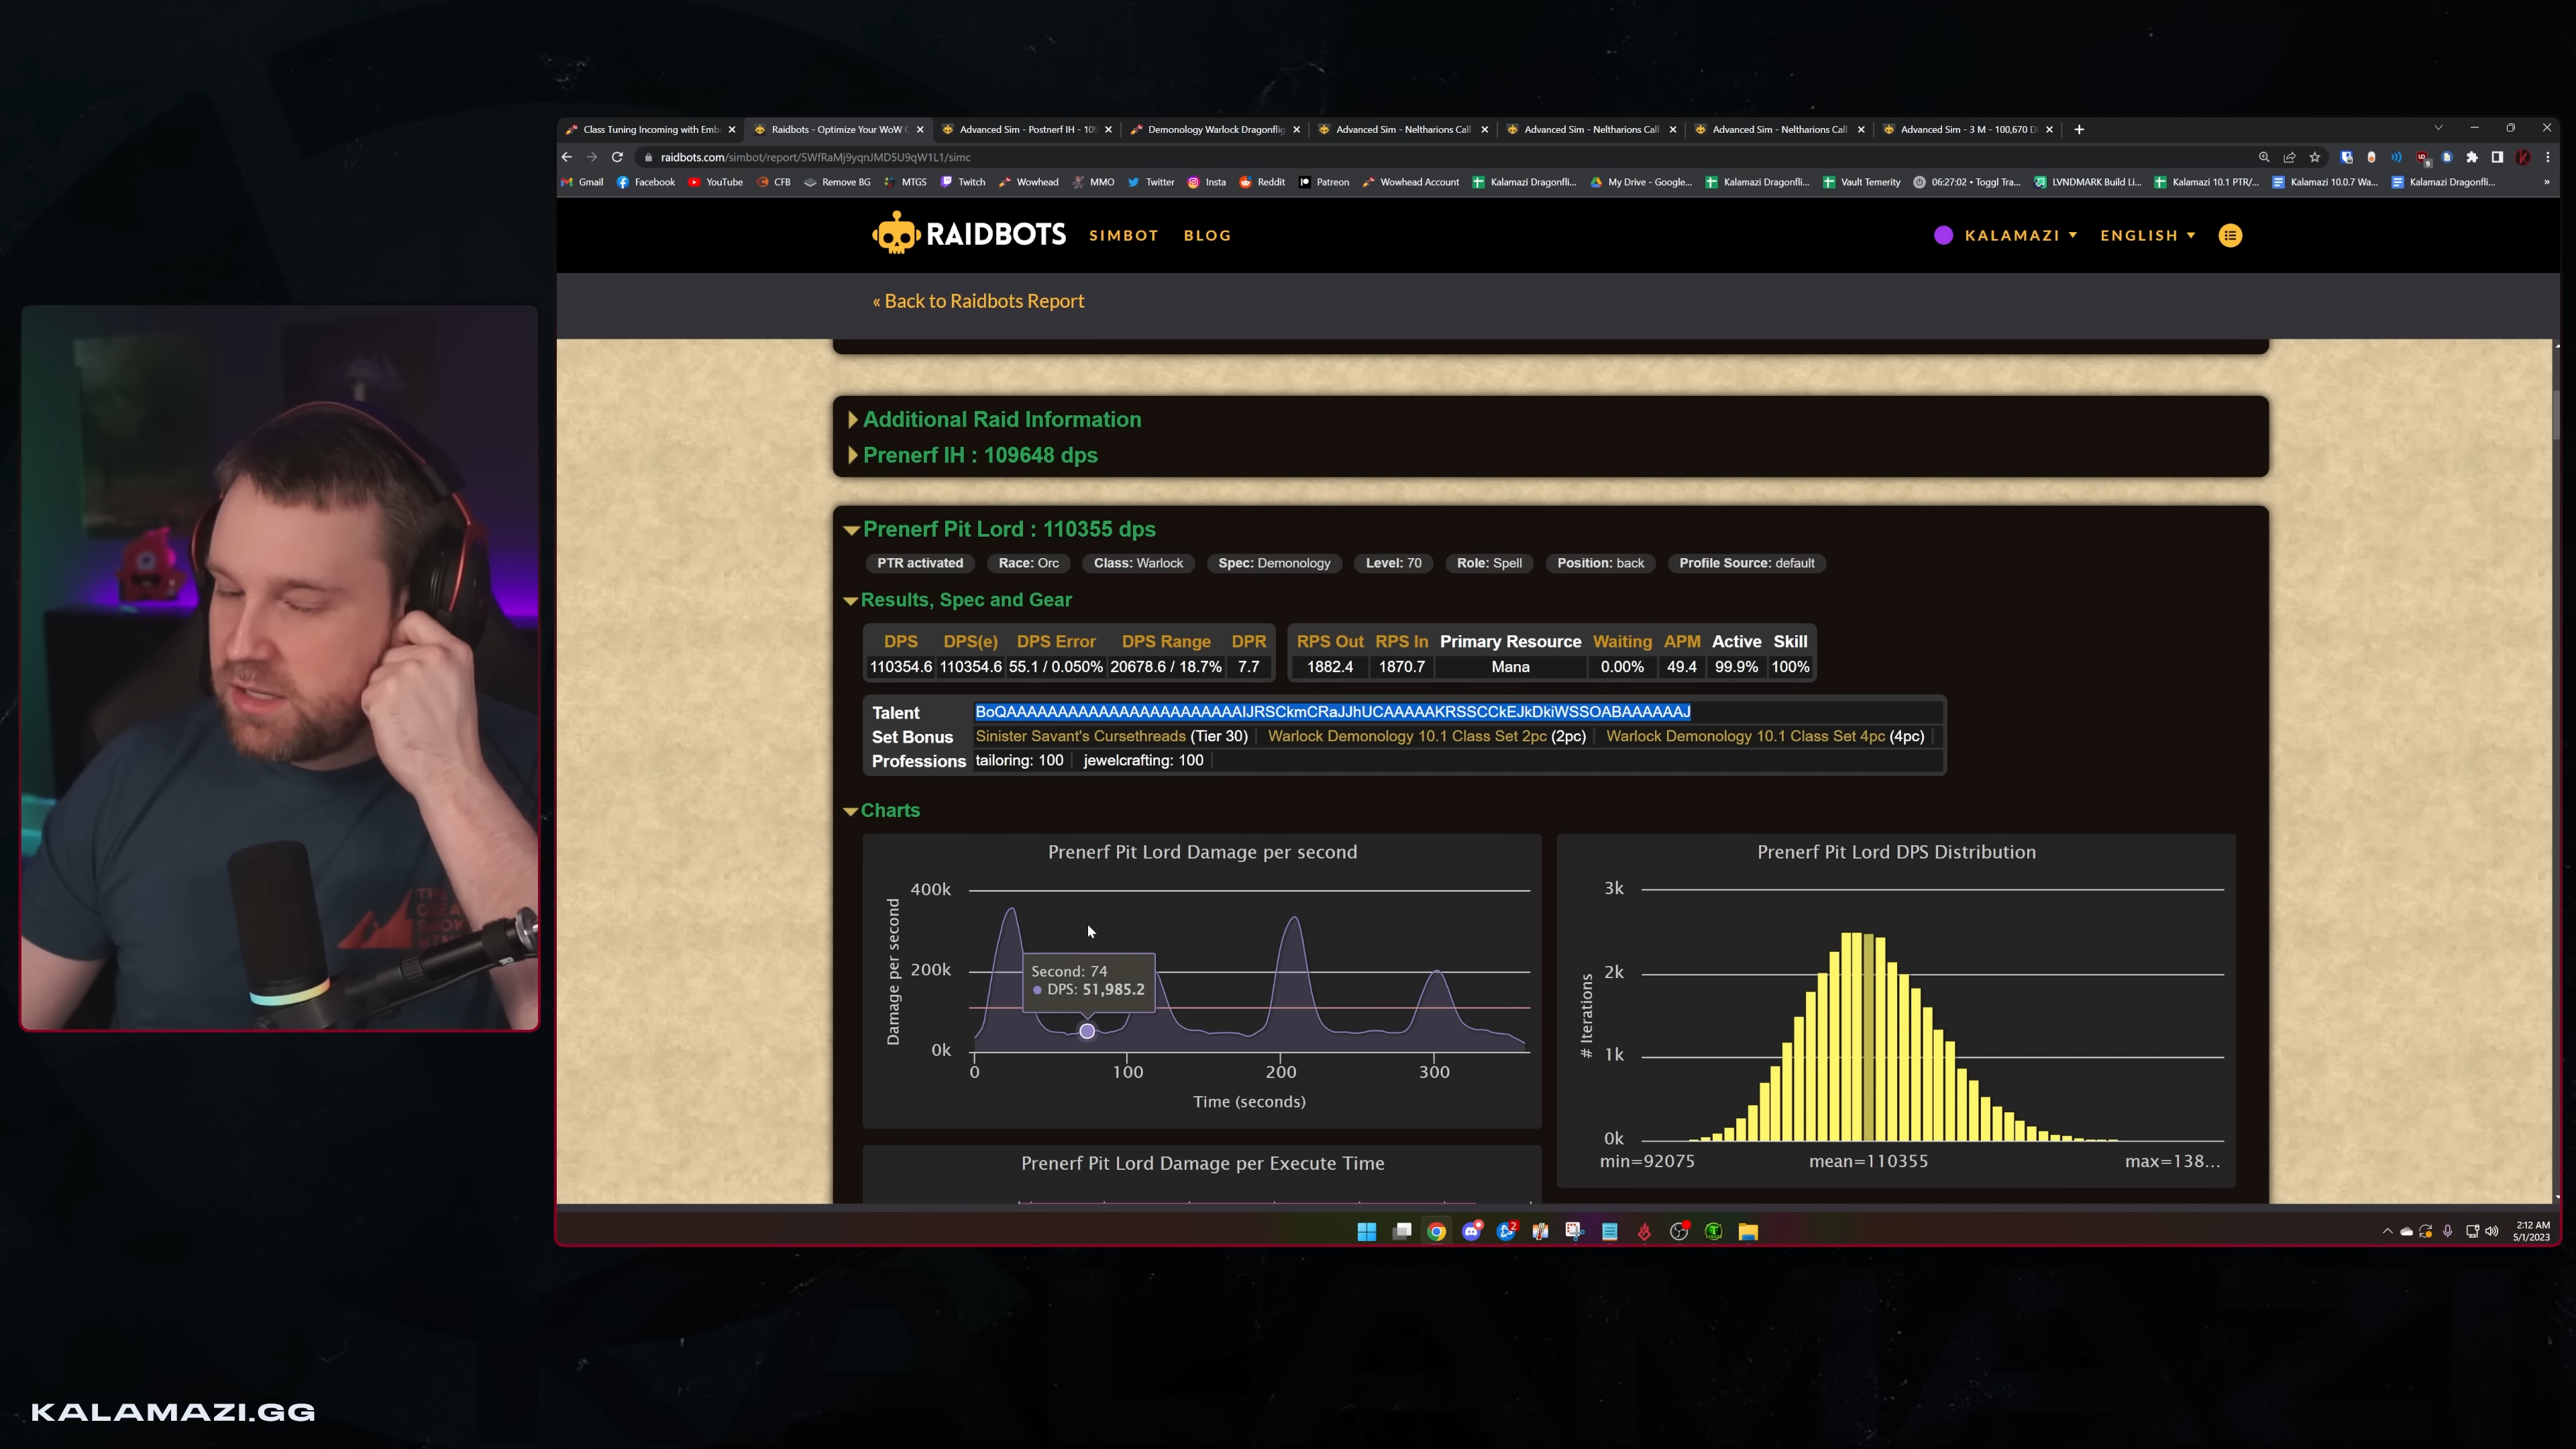 Class Tuning Incoming with Emb
Raidbots - Optimize Your WoW C
Advanced Sim - Postnerf IH - 109
Demonology Warlock Dragonflig
Advanced Sim - Neltharions Call
Advanced Sim - Neltharions Call
Advanced Sim - Neltharions Call
Advanced Sim - 3 M - 100,670 D
raidbots.com/simbot/report/5WfRaMj9yqnJMD5U9qW1L1/simc
Gmail
Facebook
YouTube
CFB
Remove BG
MTGS
Twitch
Wowhead
MMO
Twitter
Insta
Reddit
Patreon
Wowhead Account
Kalamazi Dragonfli...
My Drive - Google...
Kalamazi Dragonfli...
Vault Temerity
06:27:02 • Toggl Tra...
LVNDMARK Build Li...
Kalamazi 10.1 PTR/...
Kalamazi 10.0.7 Wa...
Kalamazi Dragonfli...
»
RAIDBOTS
SIMBOT
BLOG
KALAMAZI
ENGLISH
« Back to Raidbots Report
Additional Raid Information
Prenerf IH : 109648 dps
Prenerf Pit Lord : 110355 dps
PTR activated
Race: Orc
Class: Warlock
Spec: Demonology
Level: 70
Role: Spell
Position: back
Profile Source: default
Results, Spec and Gear
DPS DPS(e) DPS Error DPS Range DPR
110354.6 110354.6 55.1 / 0.050% 20678.6 / 18.7% 7.7
RPS Out RPS In Primary Resource Waiting APM Active Skill
1882.4 1870.7 Mana 0.00% 49.4 99.9% 100%
Talent BoQAAAAAAAAAAAAAAAAAAAAAAAIJRSCkmCRaJJhUCAAAAAKRSSCCkEJkDkiWSSOABAAAAAAJ
Set Bonus Sinister Savant's Cursethreads (Tier 30) Warlock Demonology 10.1 Class Set 2pc (2pc) Warlock Demonology 10.1 Class Set 4pc (4pc)
Professions tailoring: 100 jewelcrafting: 100
Charts
Prenerf Pit Lord Damage per second
Damage per second
400k
200k
0k
Second: 74
DPS: 51,985.2
0 100 200 300
Time (seconds)
Prenerf Pit Lord DPS Distribution
# Iterations
3k
2k
1k
0k
min=92075 mean=110355 max=138...
Prenerf Pit Lord Damage per Execute Time
2
2:12 AM
5/1/2023
KALAMAZI.GG